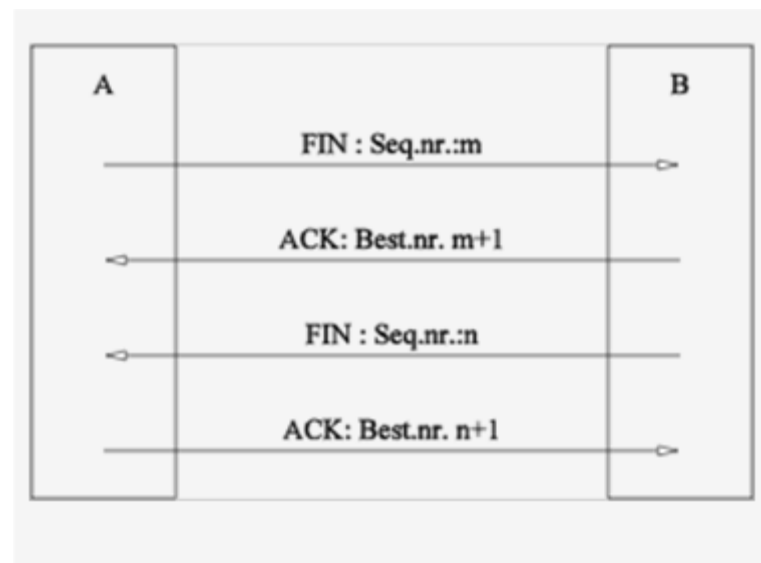 A
B
FIN : Seq.nr.:m
ACK: Best.nr. m+1
FIN : Seq.nr.:n
ACK: Best.nr. n+1